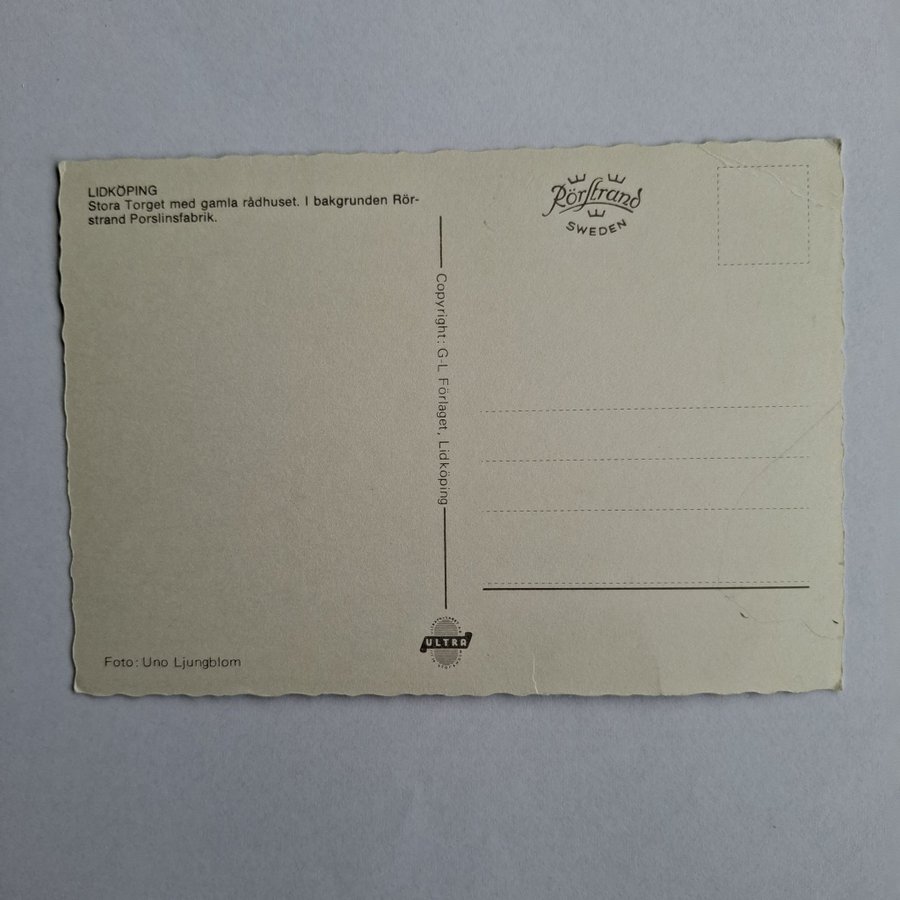 LIDKÖPING
Stora Torget med gamla rådhuset. I bakgrunden Rör-
strand Porslinsfabrik.
Rörstrand
SWEDEN
Copyright: G-L Förlaget, Lidköping
ULTRA
Foto: Uno Ljungblom